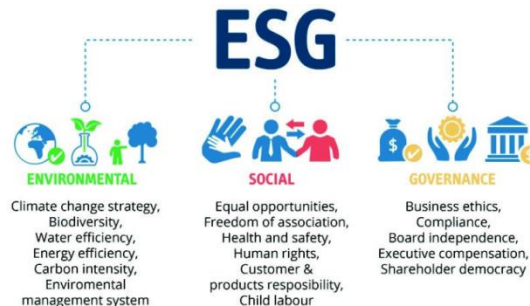 ESG
ENVIRONMENTAL
Climate change strategy,
Biodiversity,
Water efficiency,
Energy efficiency,
Carbon intensity,
Enviromental
management system
SOCIAL
Equal opportunities,
Freedom of association,
Health and safety,
Human rights,
Customer &
products resposibility,
Child labour
GOVERNANCE
Business ethics,
Compliance,
Board independence,
Executive compensation,
Shareholder democracy